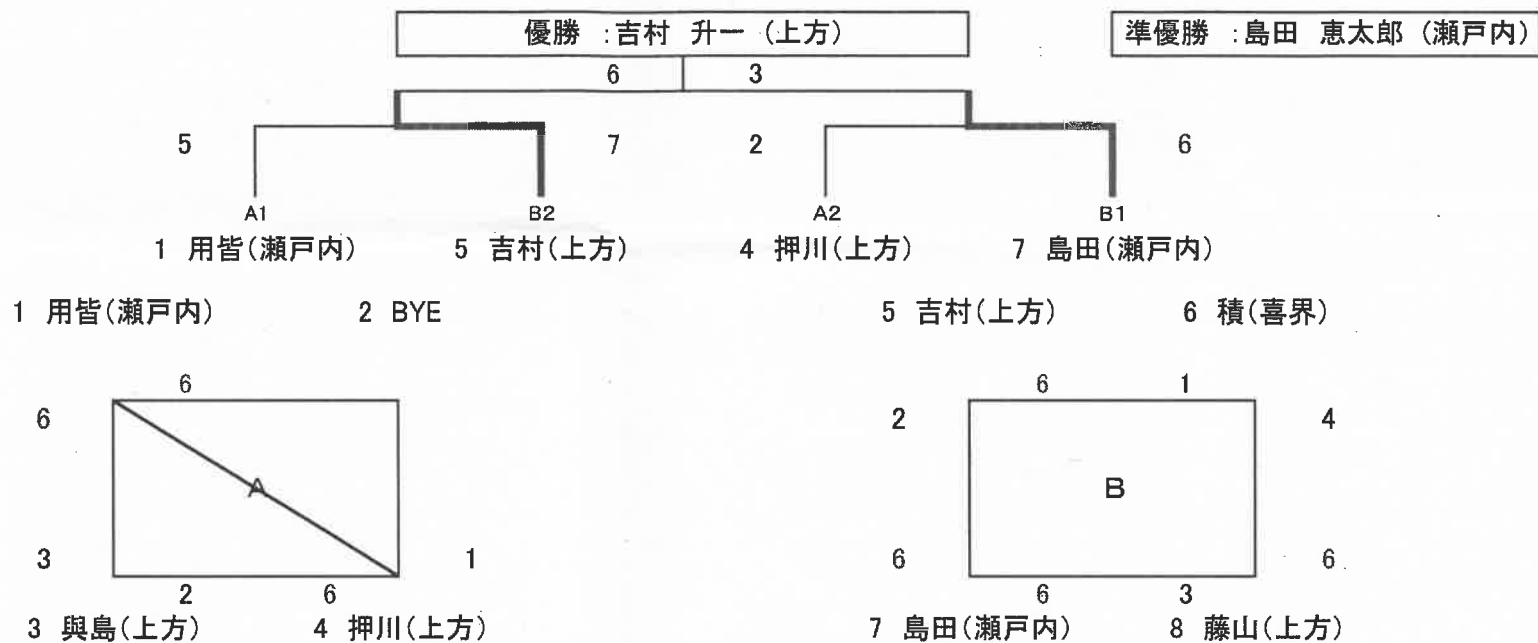 優勝 :吉村 升一 (上方) 準優勝 :島田 恵太郎 (瀬戸内)
6 3
5 7 2 6
A1 B2 A2 B1
1 用皆(瀬戸内) 5 吉村(上方) 4 押川(上方) 7 島田(瀬戸内)
1 用皆(瀬戸内) 2 BYE 5 吉村(上方) 6 積(喜界)
6 6 1
6 2 4
A B
3 1 6 6
2 6 6 3
3 與島(上方) 4 押川(上方) 7 島田(瀬戸内) 8 藤山(上方)